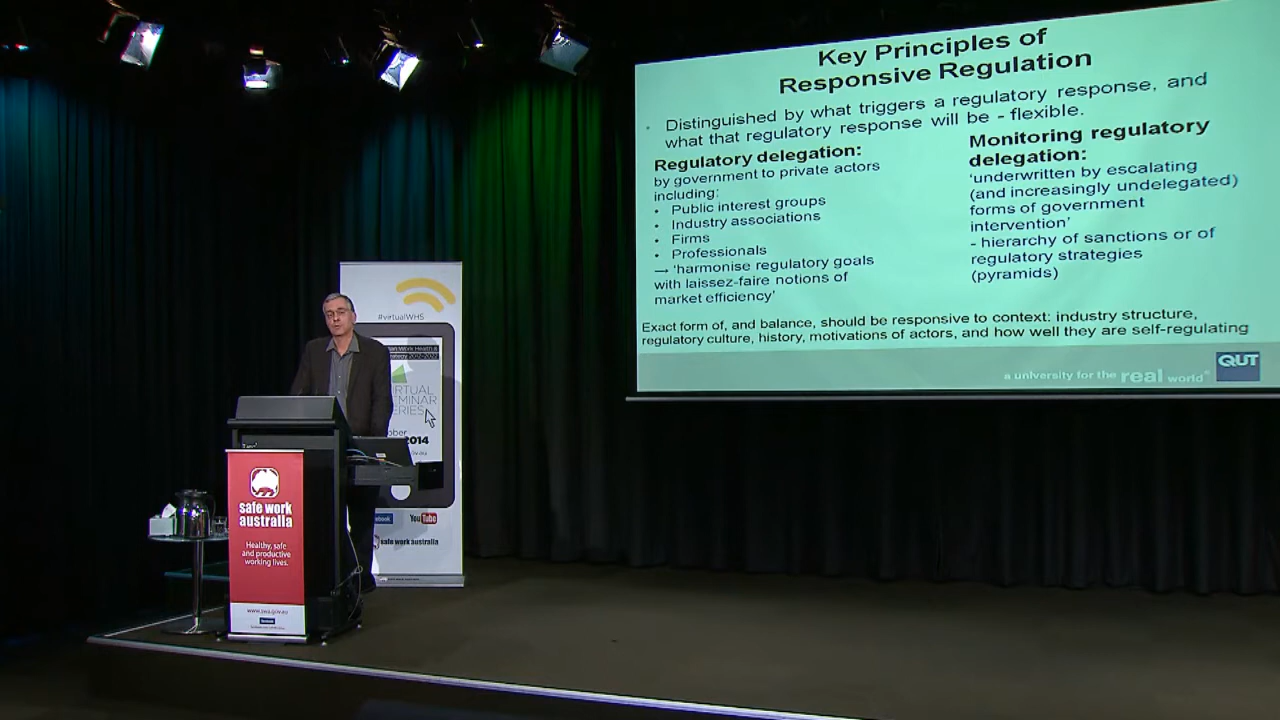 Key Principles of
Responsive Regulation
• Distinguished by what triggers a regulatory response, and
what that regulatory response will be - flexible.
Regulatory delegation:
by government to private actors
including:
• Public interest groups
• Industry associations
• Firms
• Professionals
→ 'harmonise regulatory goals
with laissez-faire notions of
market efficiency'
Monitoring regulatory
delegation:
'underwritten by escalating
(and increasingly undelegated)
forms of government
intervention'
- hierarchy of sanctions or of
regulatory strategies
(pyramids)
Exact form of, and balance, should be responsive to context: industry structure,
regulatory culture, history, motivations of actors, and how well they are self-regulating
a university for the real world
QUT
#virtualWHS
2014
YouTube
safe work australia
safe work
australia
Healthy, safe
and productive
working lives.
www.swa.gov.au